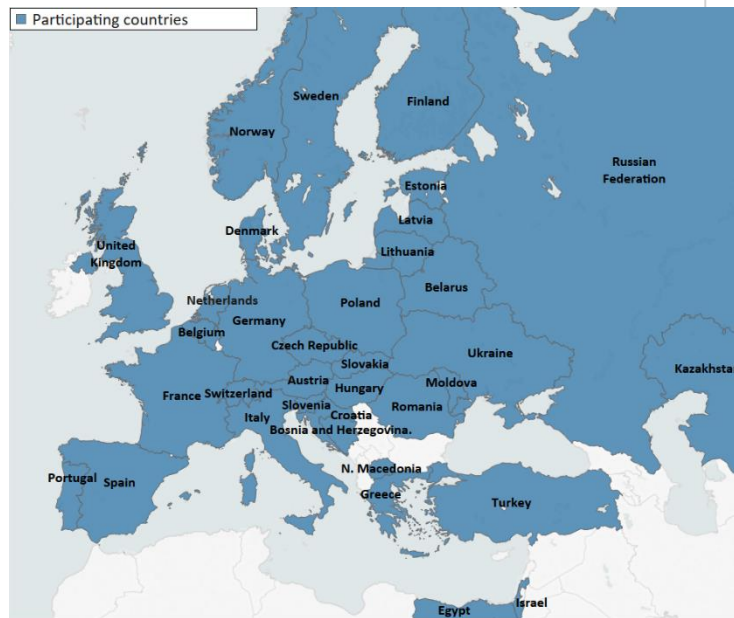 Participating countries
Sweden
Finland
Norway
Russian
Federation
Estonia
Latvia
Denmark
Lithuania
United
Kingdom
Belarus
Netherlands
Poland
Germany
Belgium
Czech Republic
Ukraine
Slovakia
Kazakhsta
Austria
Moldova
Hungary
France
Switzerland
Slovenia
Romania
Croatia
Italy
Bosnia and Herzegovina.
N. Macedonia
Portugal
Spain
Greece
Turkey
Israel
Egypt